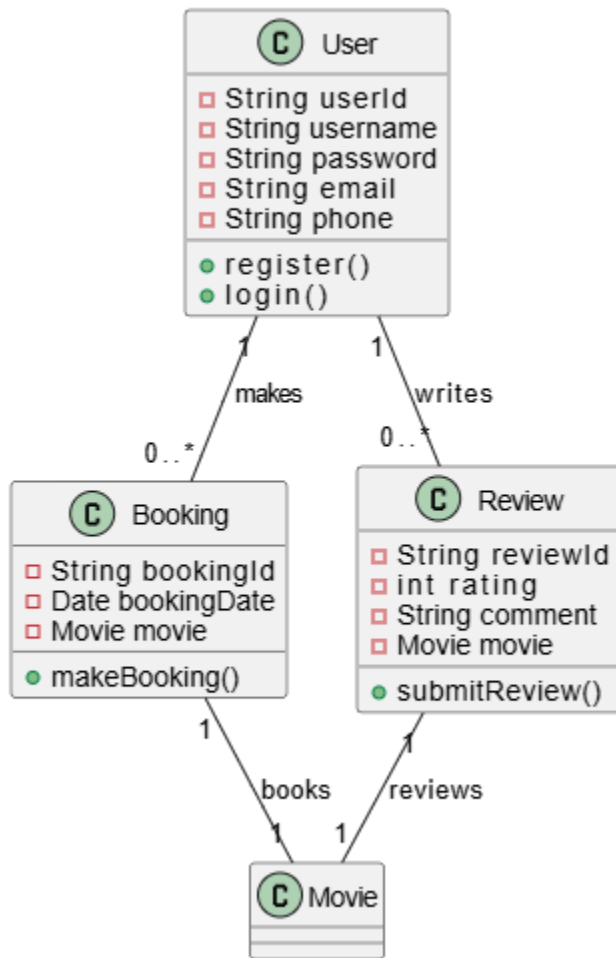 C User
String userId
String username
String password
String email
String phone
register()
login()
1
1
makes
writes
0..*
0..*
C Booking
String bookingId
Date bookingDate
Movie movie
makeBooking()
C Review
String reviewId
int rating
String comment
Movie movie
submitReview()
1
1
books
reviews
1
1
C Movie